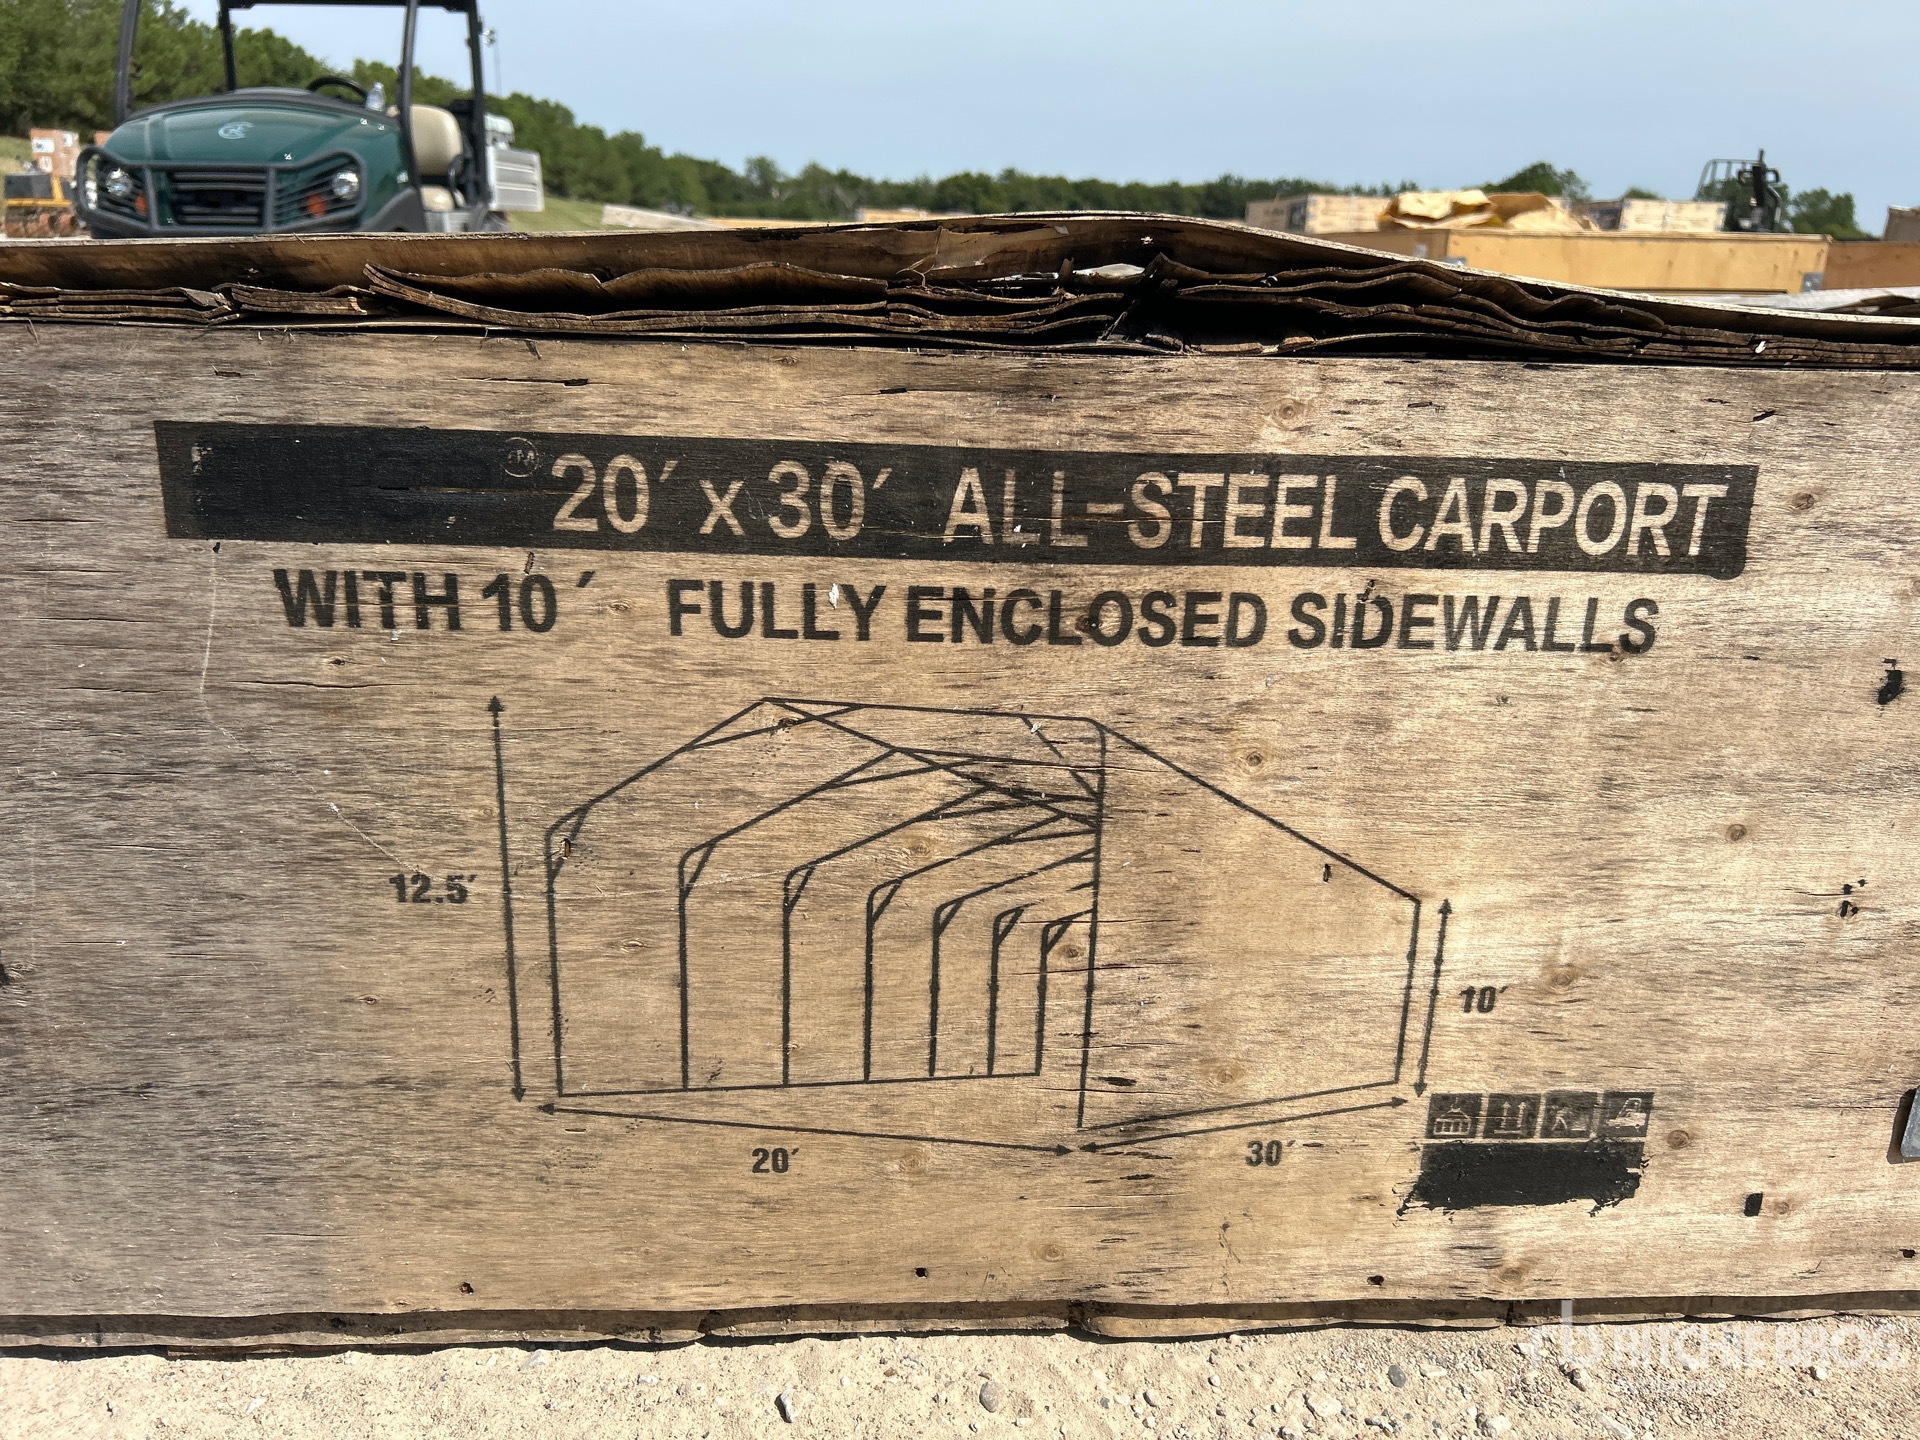 20' x 30' ALL-STEEL CARPORT
WITH 10' FULLY ENCLOSED SIDEWALLS
12.5'
10'
20'
30'
RITCHIE BROS.